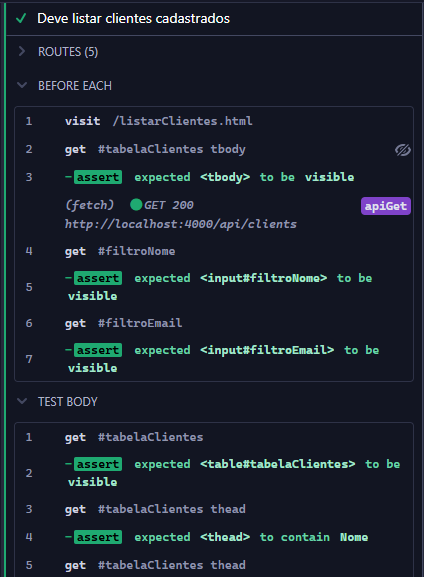 Deve listar clientes cadastrados
ROUTES (5)
BEFORE EACH
1 visit /listarClientes.html
2 get #tabelaClientes tbody
3 -assert expected <tbody> to be visible
(fetch) GET 200 apiGet
http://localhost:4000/api/clients
4 get #filtroNome
5 -assert expected <input#filtroNome> to be
visible
6 get #filtroEmail
7 -assert expected <input#filtroEmail> to be
visible
TEST BODY
1 get #tabelaClientes
2 -assert expected <table#tabelaClientes> to be
visible
3 get #tabelaClientes thead
4 -assert expected <thead> to contain Nome
5 get #tabelaClientes thead